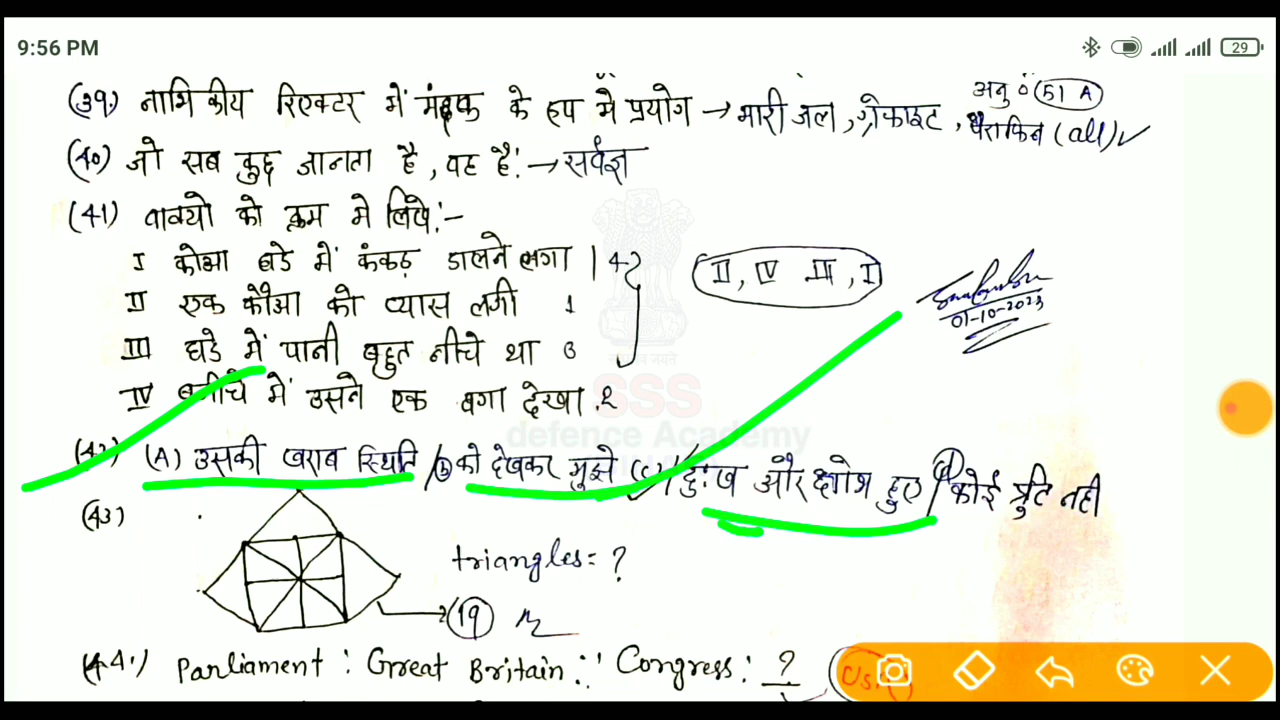 9:56 PM
29
(39.) नाभिकीय रिएक्टर में मंदक के रूप में प्रयोग → भारी जल, ग्रेफाइट, पैराफिन (all) ✓
अनु० 51 A
(40) जो सब कुछ जानता है, वह है: → सर्वज्ञ
(41) वाक्यो को क्रम मे लिखे:-
I कोआ घडे में कंकड़ डालने लगा 4
II एक कौआ को प्यास लगी 1
II, IV III, I
01-10-2023
III घडे में पानी बहुत नीचे था 3
IV बगीचे में उसने एक घगा देखा .2
SSS
defence Academy
(42) (A) उसकी खराब स्थिति / (B) को देखकर मुझे (C) / दुःख और क्षोभ हुए / कोई त्रुटि नही
(43)
triangles = ?
19
(44.) Parliament : Great Britain :: Congress : ?
USA